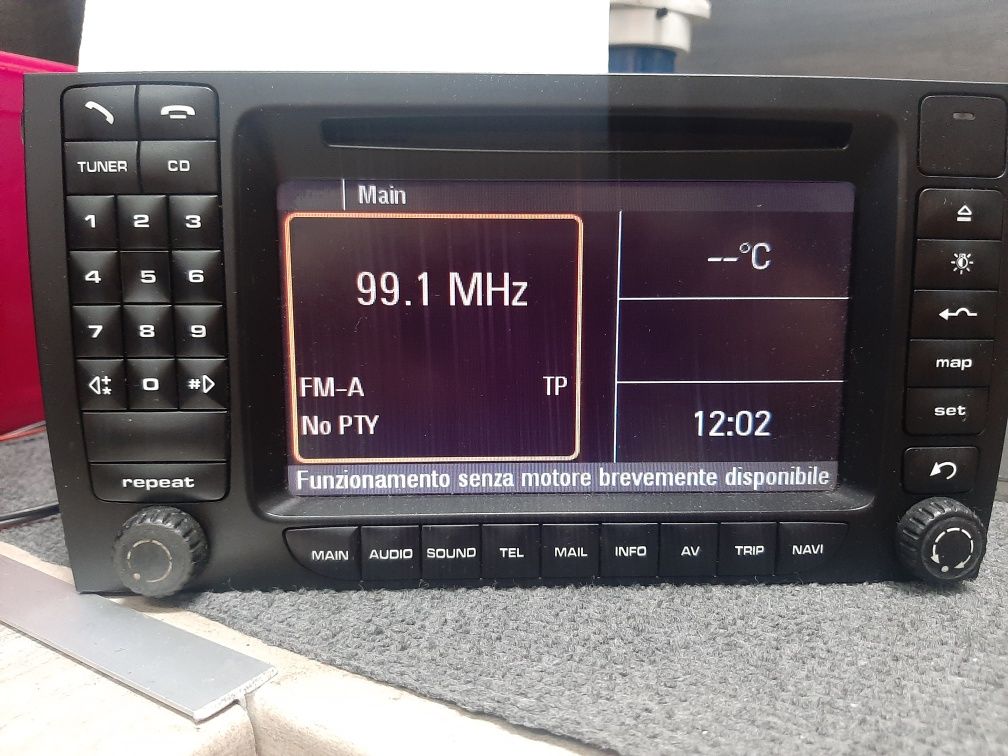 TUNER CD
1 2 3
4 5 6
7 8 9
0 #
repeat
Main
99.1 MHz
FM-A TP
No PTY
--°C
12:02
Funzionamento senza motore brevemente disponibile
map
set
MAIN AUDIO SOUND TEL MAIL INFO AV TRIP NAVI